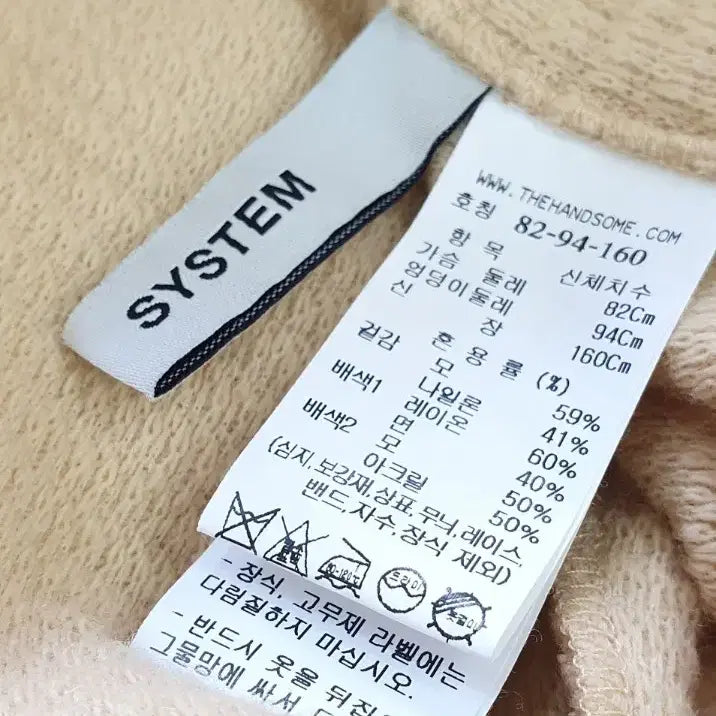 SYSTEM
WWW.THEHANDSOME.COM
호칭 82-94-160
항 목 신체치수
가슴 둘레 82Cm
엉덩이둘레 94Cm
신 장 160Cm
혼 용 률 (%)
겉감 모 59%
나일론 41%
배색1 레이온 60%
면 40%
배색2 모 50%
아크릴 50%
(심지,보강재,상표,무늬,레이스,
밴드,자수,장식 제외)
드라이
- 장식, 고무제 라벨에는
다림질하지 마십시오.
- 반드시 옷을 뒤집
그물망에 싸서